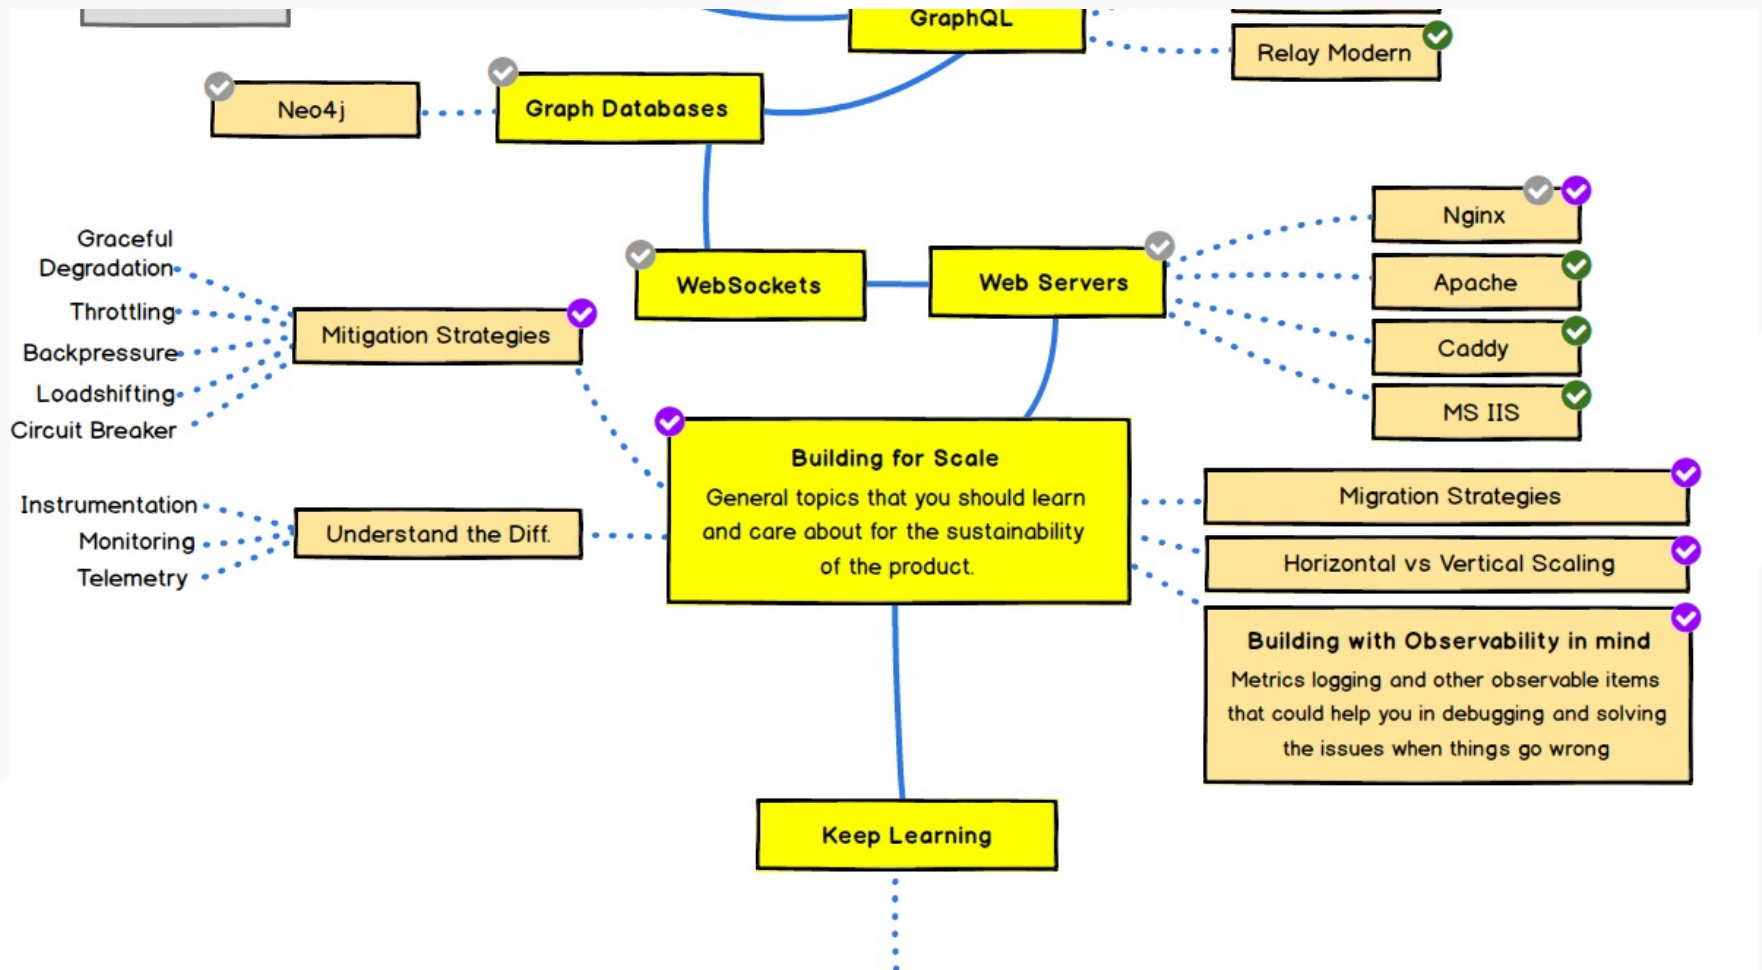 GraphQL
Relay Modern
Neo4j
Graph Databases
Nginx
Graceful
Degradation
WebSockets
Web Servers
Apache
Throttling
Mitigation Strategies
Backpressure
Caddy
Loadshifting
MS IIS
Circuit Breaker
Building for Scale
General topics that you should learn
and care about for the sustainability
of the product.
Migration Strategies
Instrumentation
Understand the Diff.
Monitoring
Telemetry
Horizontal vs Vertical Scaling
Building with Observability in mind
Metrics logging and other observable items
that could help you in debugging and solving
the issues when things go wrong
Keep Learning